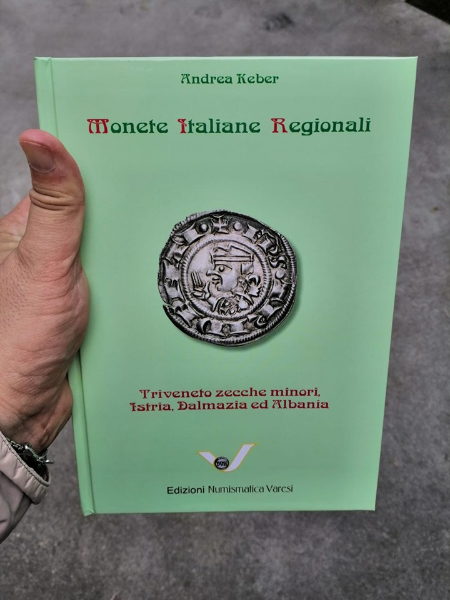 Andrea Keber
Monete Italiane Regionali
Triveneto zecche minori,
Istria, Dalmazia ed Albania
Edizioni Numismatica Varesi